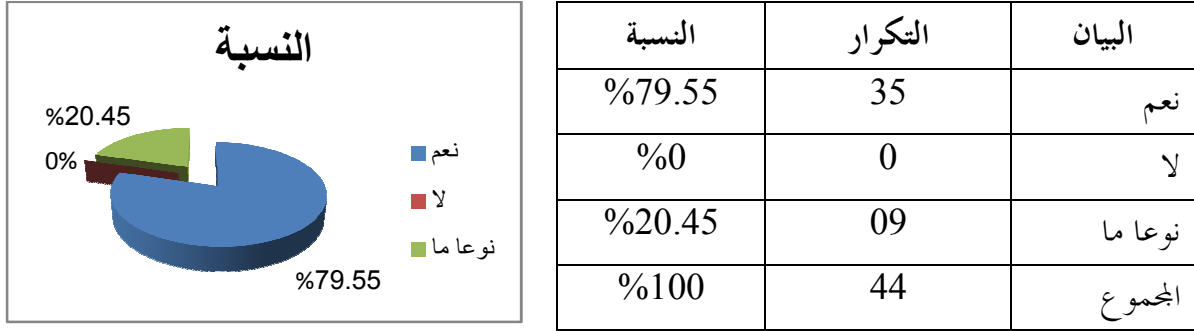 البيان التكرار النسبة
نعم 35 %79.55
لا 0 %0
نوعا ما 09 %20.45
المجموع 44 %100
النسبة
%20.45
0%
%79.55
نعم
لا
نوعا ما